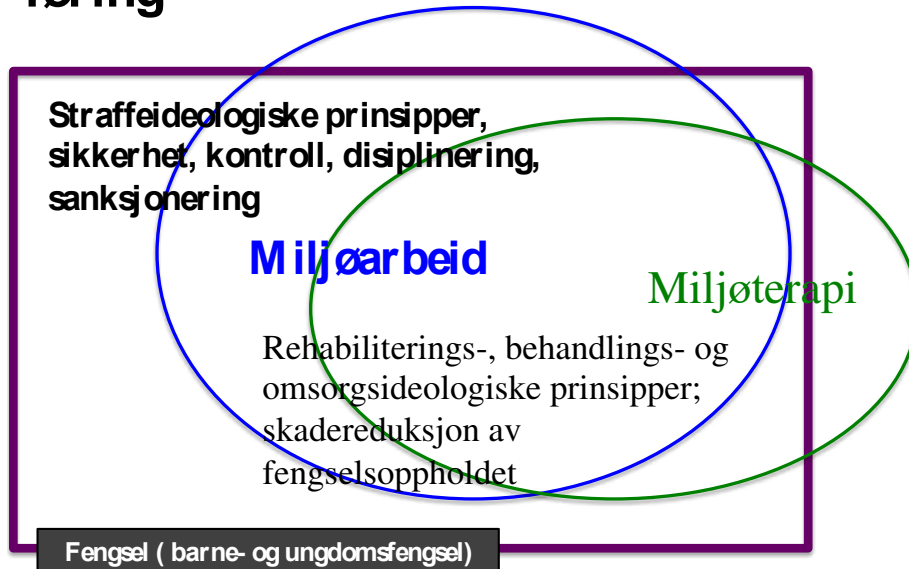 føring
Straffeideologiske prinsipper,
sikkerhet, kontroll, disiplinering,
sanksjonering
Miljøarbeid
Miljøterapi
Rehabiliterings-, behandlings- og
omsorgsideologiske prinsipper;
skadereduksjon av
fengselsoppholdet
Fengsel ( barne- og ungdomsfengsel)